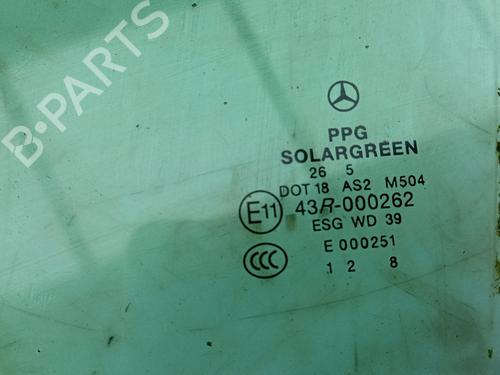 B-PARTS
PPG
SOLARGREEN
26 5
DOT 18 AS2 M504
E11 43R-000262
ESG WD 39
E 000251
CCC
1 2 8